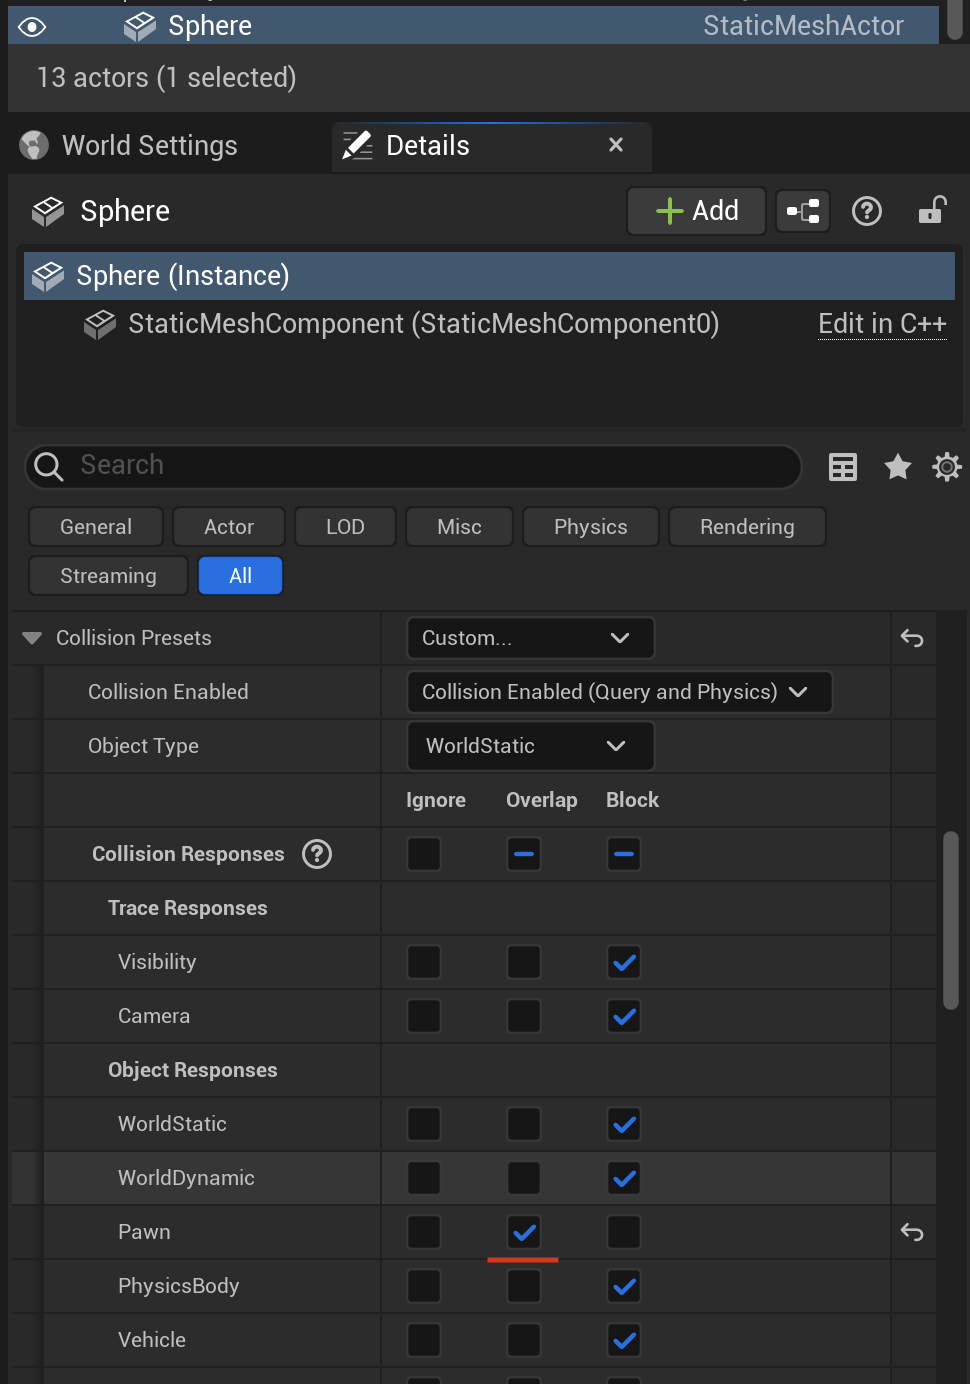 Sphere StaticMeshActor
13 actors (1 selected)
World Settings Details
Sphere Add
Sphere (Instance)
StaticMeshComponent (StaticMeshComponent0) Edit in C++
Search
General Actor LOD Misc Physics Rendering
Streaming All
Collision Presets Custom...
Collision Enabled Collision Enabled (Query and Physics)
Object Type WorldStatic
Ignore Overlap Block
Collision Responses
Trace Responses
Visibility
Camera
Object Responses
WorldStatic
WorldDynamic
Pawn
PhysicsBody
Vehicle